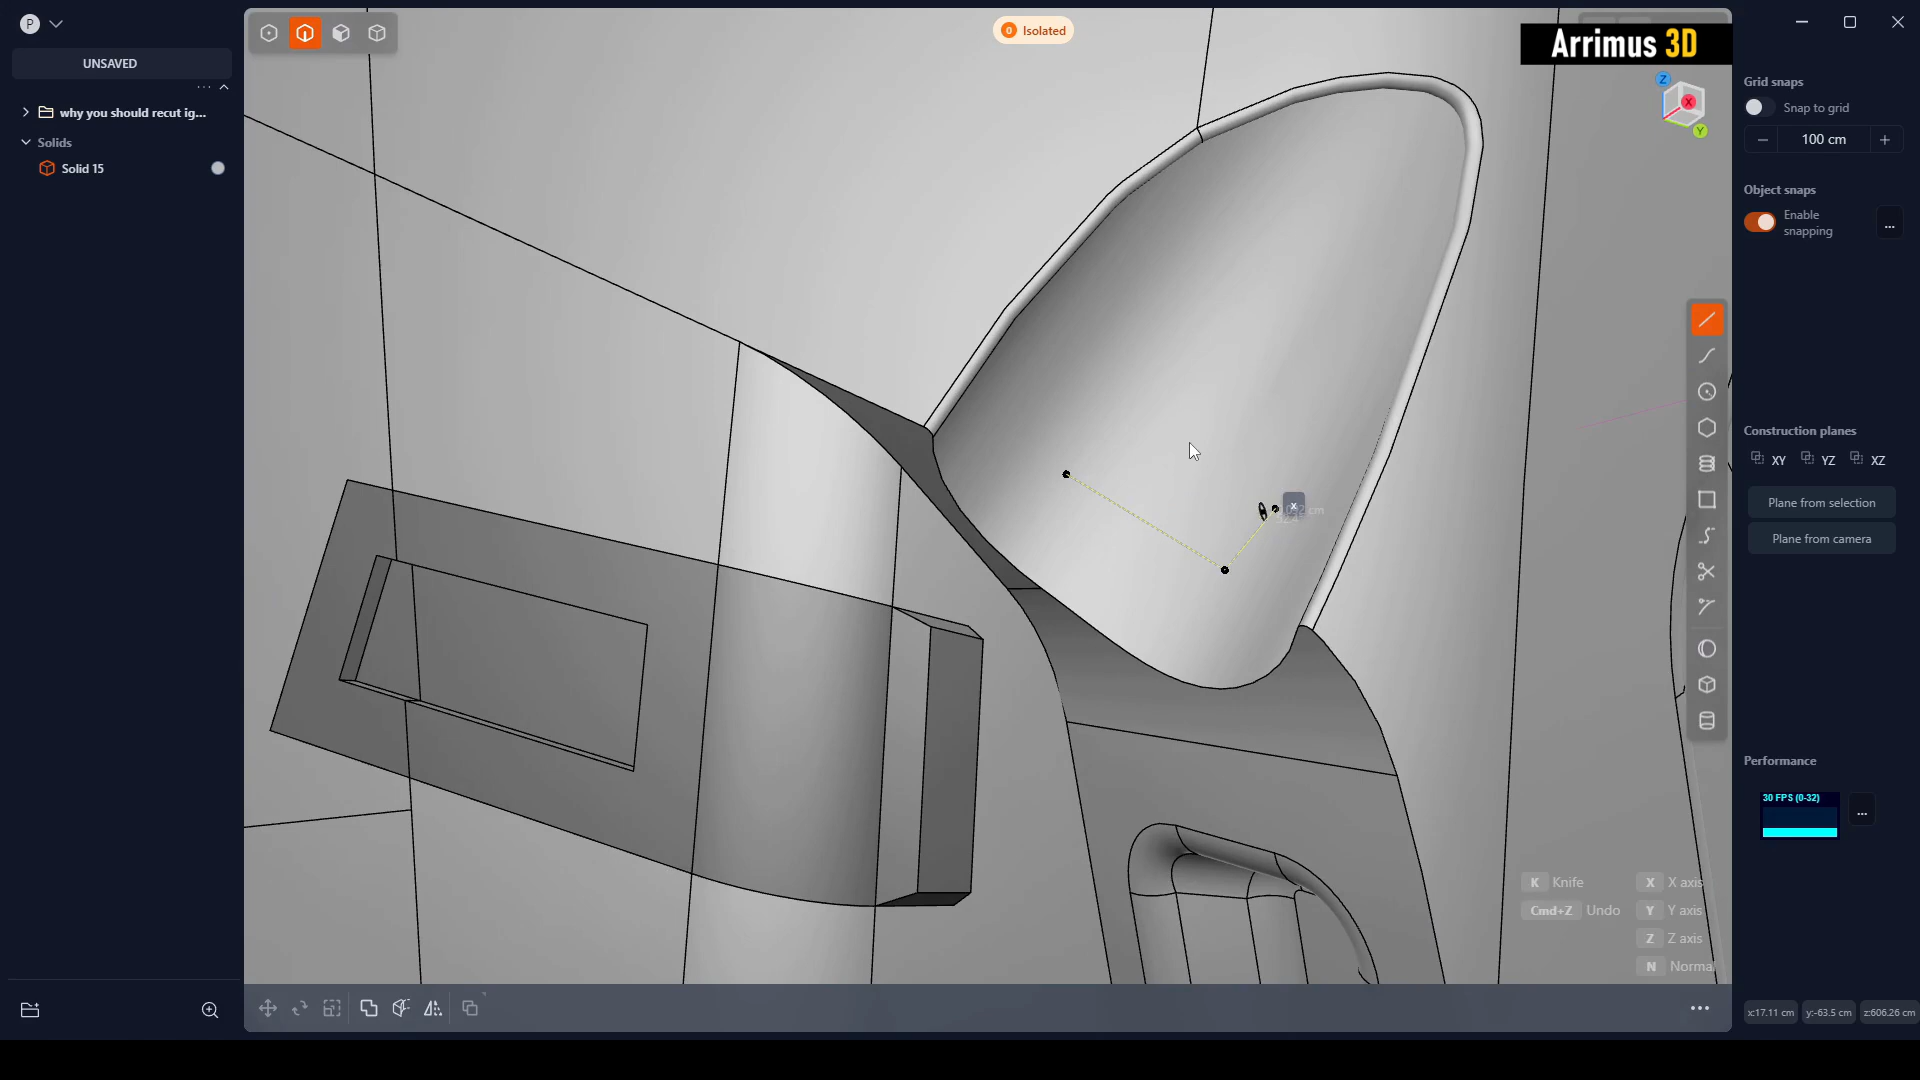 P
UNSAVED
why you should recut ig...
Solids
Solid 15
0 Isolated
Arrimus 3D
Z
X
Y
Grid snaps
Snap to grid
100 cm
Object snaps
Enable
snapping
...
x
Construction planes
XY
YZ
XZ
Plane from selection
Plane from camera
Performance
30 FPS (0-32)
...
K Knife
X X axis
Cmd+Z Undo
Y Y axis
Z Z axis
N Normal
x:17.11 cm
y:-63.5 cm
z:606.26 cm